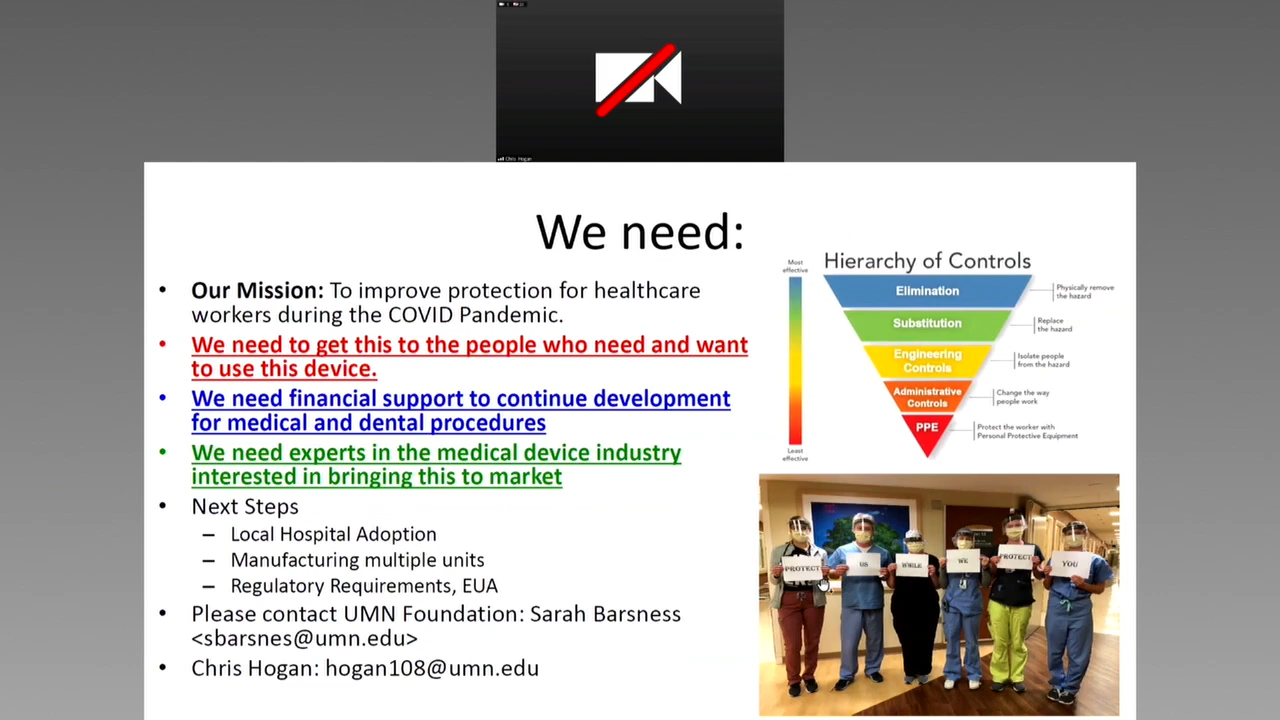 Chris Hogan
We need:
• Our Mission: To improve protection for healthcare
workers during the COVID Pandemic.
• We need to get this to the people who need and want
to use this device.
• We need financial support to continue development
for medical and dental procedures
• We need experts in the medical device industry
interested in bringing this to market
• Next Steps
– Local Hospital Adoption
– Manufacturing multiple units
– Regulatory Requirements, EUA
• Please contact UMN Foundation: Sarah Barsness
<sbarsnes@umn.edu>
• Chris Hogan: hogan108@umn.edu
Hierarchy of Controls
Most
effective
Least
effective
Elimination
Physically remove
the hazard
Substitution
Replace
the hazard
Engineering
Controls
Isolate people
from the hazard
Administrative
Controls
Change the way
people work
PPE
Protect the worker with
Personal Protective Equipment
PROTECT
US
WHILE
WE
PROTECT
YOU